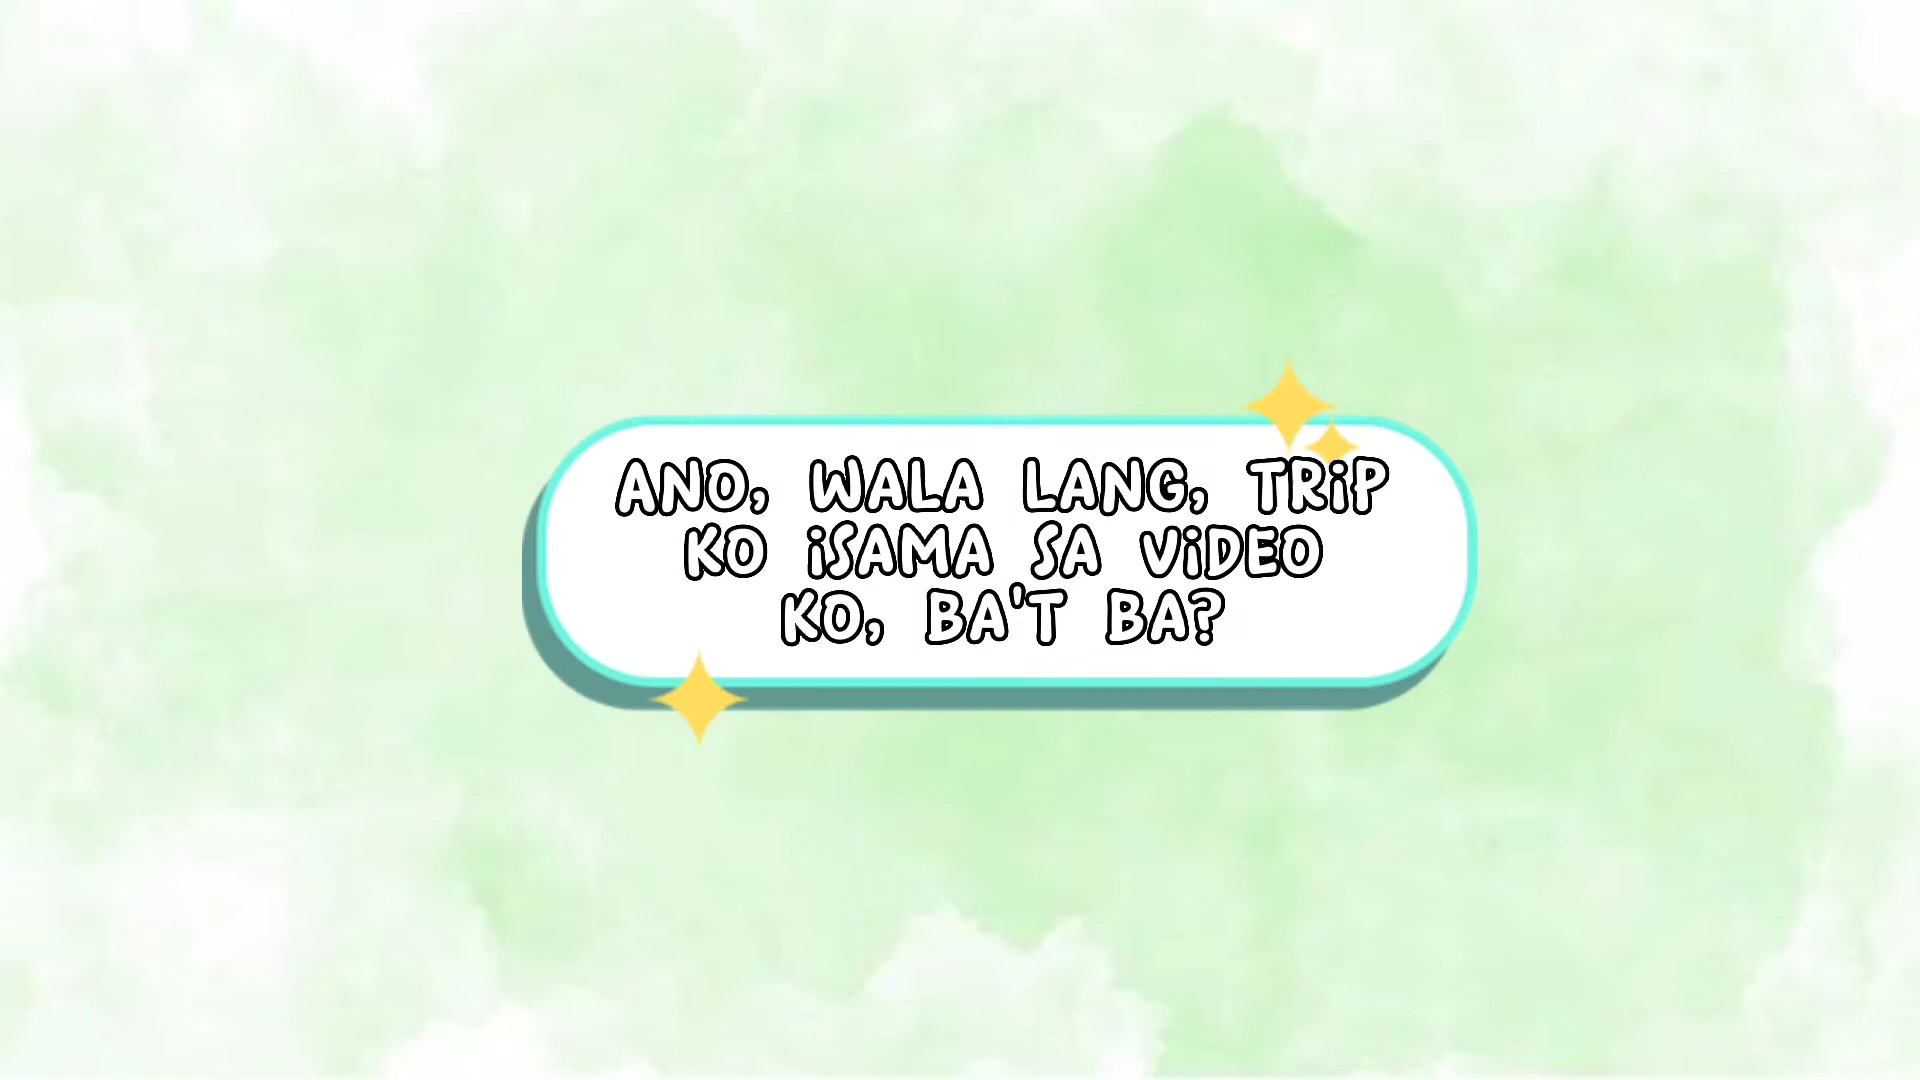 ANO, WALA LANG, TRiP
KO iSAMA SA ViDEO
KO, BA'T BA?